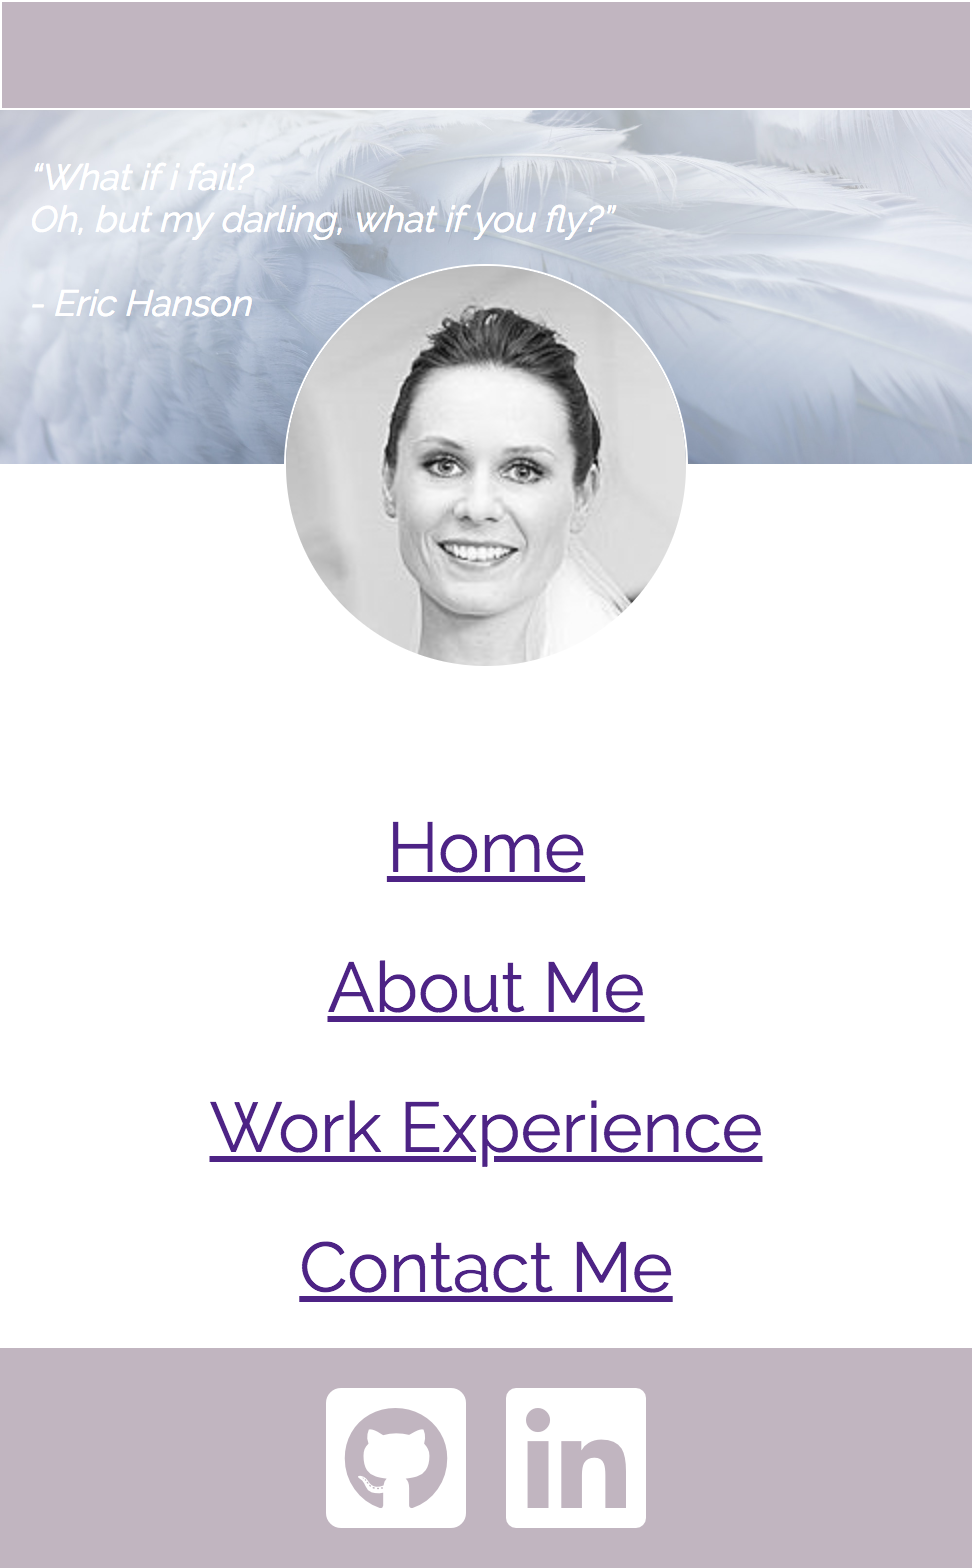 “What if i fail?
Oh, but my darling, what if you fly?”
- Eric Hanson
Home
About Me
Work Experience
Contact Me
in